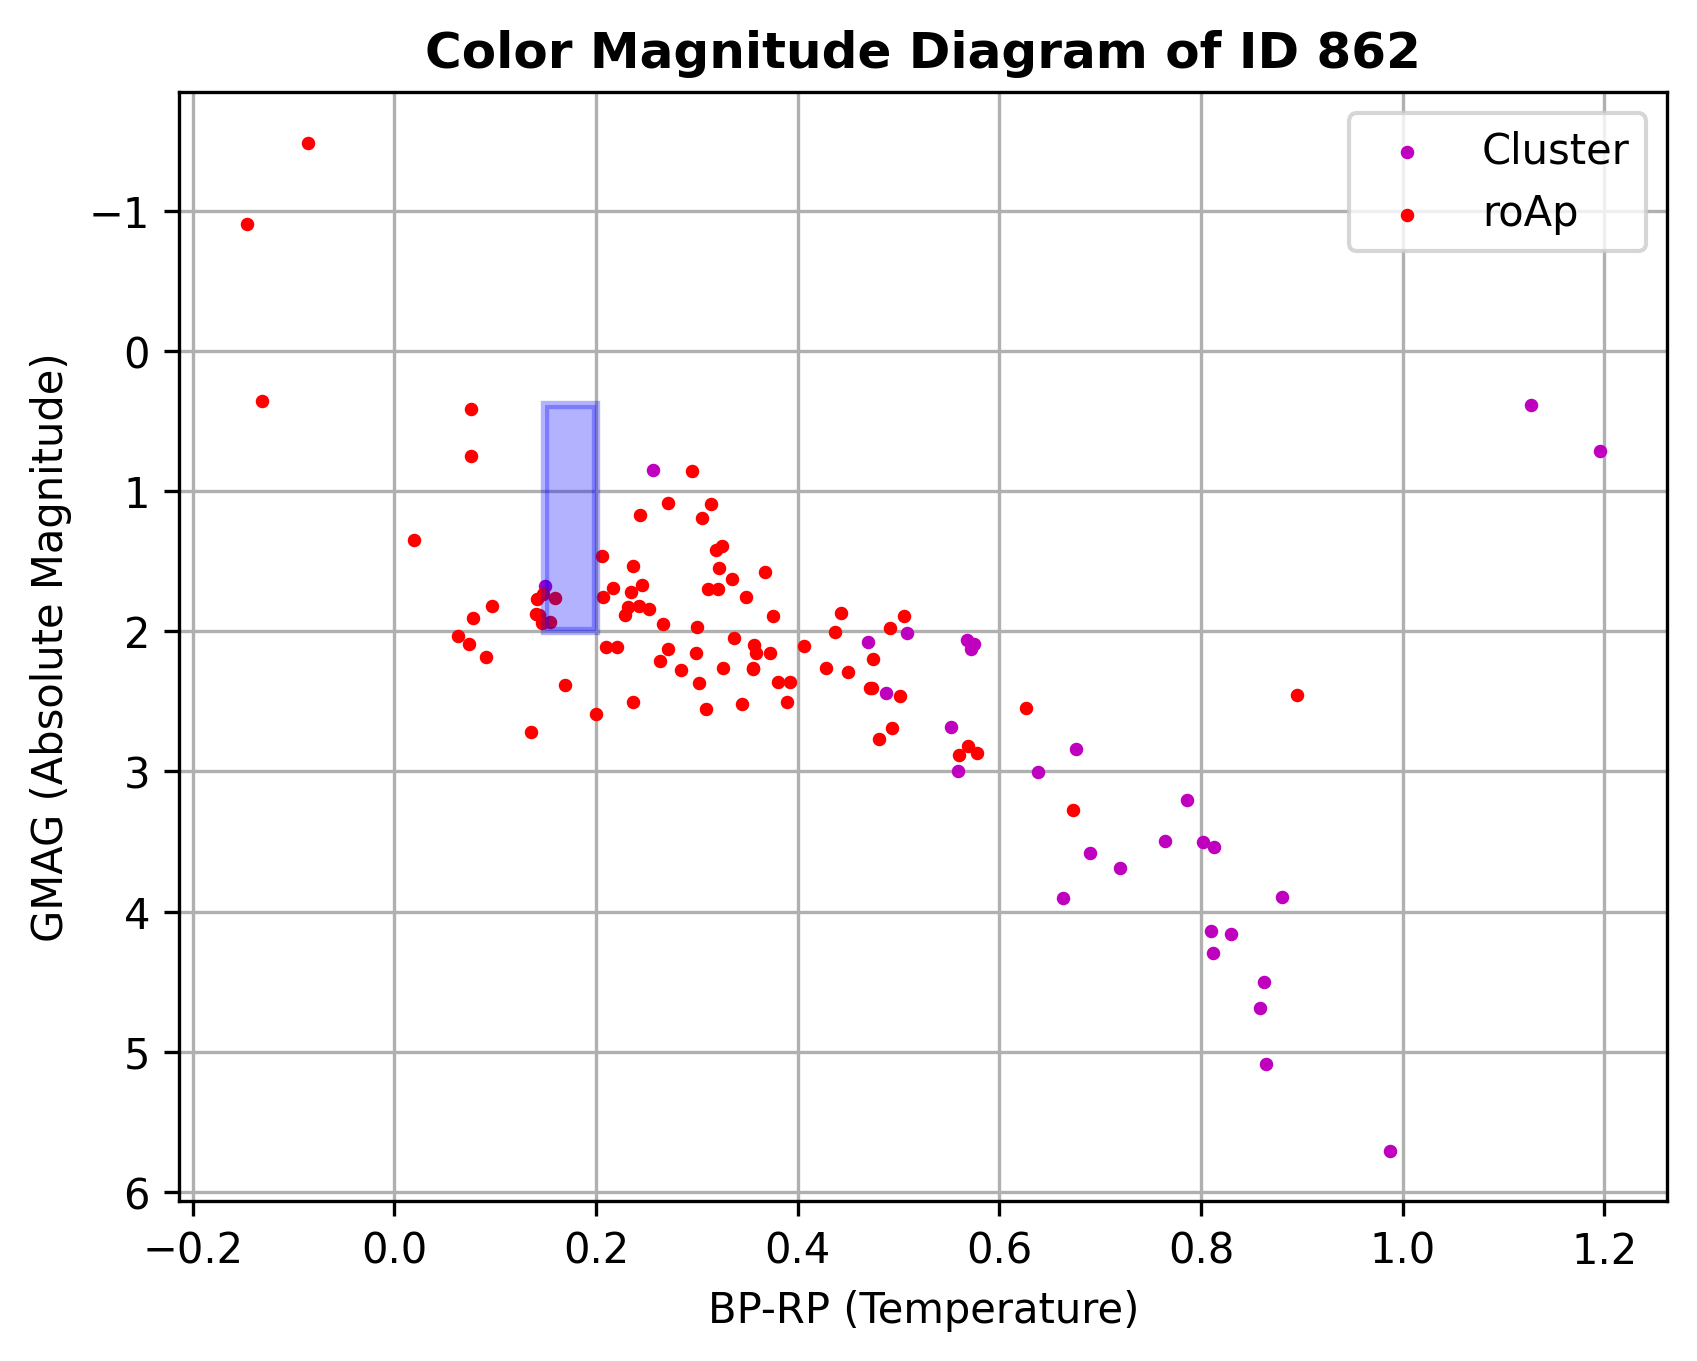 Color Magnitude Diagram of ID 862
Cluster
roAp
−1
0
1
2
3
4
5
6
GMAG (Absolute Magnitude)
−0.2 0.0 0.2 0.4 0.6 0.8 1.0 1.2
BP-RP (Temperature)